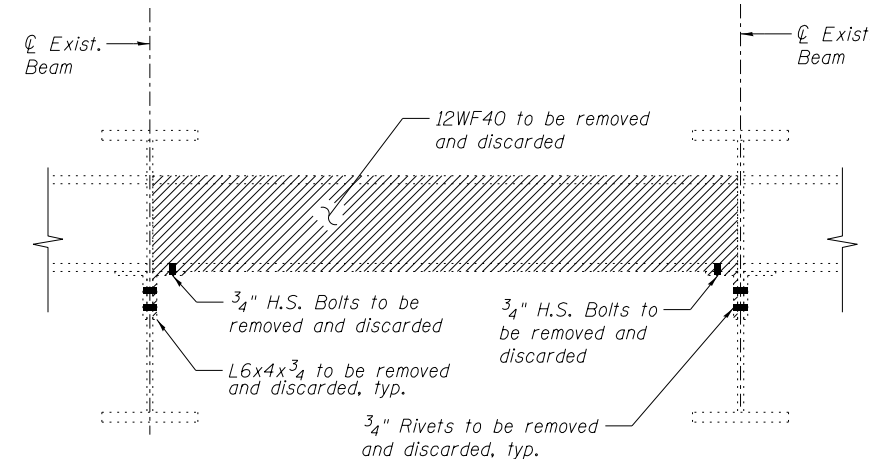 ℄ Exist.
Beam
℄ Exist
Beam
12WF40 to be removed
and discarded
3/4" H.S. Bolts to be
removed and discarded
3/4" H.S. Bolts to
be removed and
discarded
L6x4x3/4 to be removed
and discarded, typ.
3/4" Rivets to be removed
and discarded, typ.